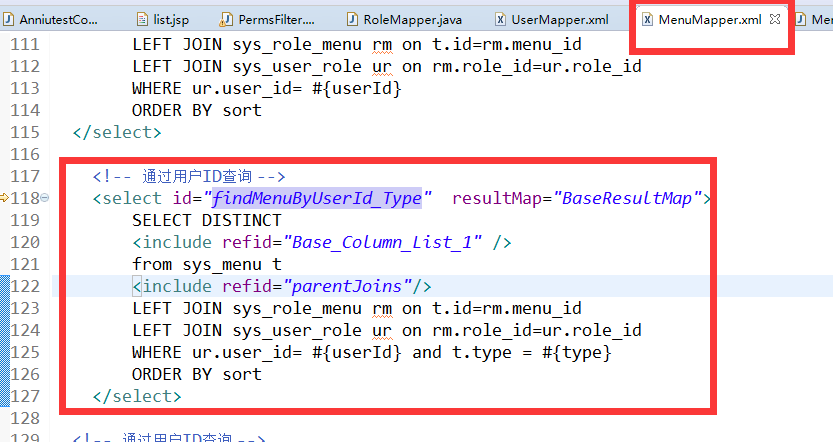 AnniutestCo... list.jsp PermsFilter.... RoleMapper.java UserMapper.xml MenuMapper.xml Men
111 LEFT JOIN sys_role_menu rm on t.id=rm.menu_id
112 LEFT JOIN sys_user_role ur on rm.role_id=ur.role_id
113 WHERE ur.user_id= #{userId}
114 ORDER BY sort
115 </select>
116
117 <!-- 通过用户ID查询 -->
118 <select id="findMenuByUserId_Type" resultMap="BaseResultMap">
119 SELECT DISTINCT
120 <include refid="Base_Column_List_1" />
121 from sys_menu t
122 <include refid="parentJoins"/>
123 LEFT JOIN sys_role_menu rm on t.id=rm.menu_id
124 LEFT JOIN sys_user_role ur on rm.role_id=ur.role_id
125 WHERE ur.user_id= #{userId} and t.type = #{type}
126 ORDER BY sort
127 </select>
128
129 <!-- 通过用户ID查询 -->